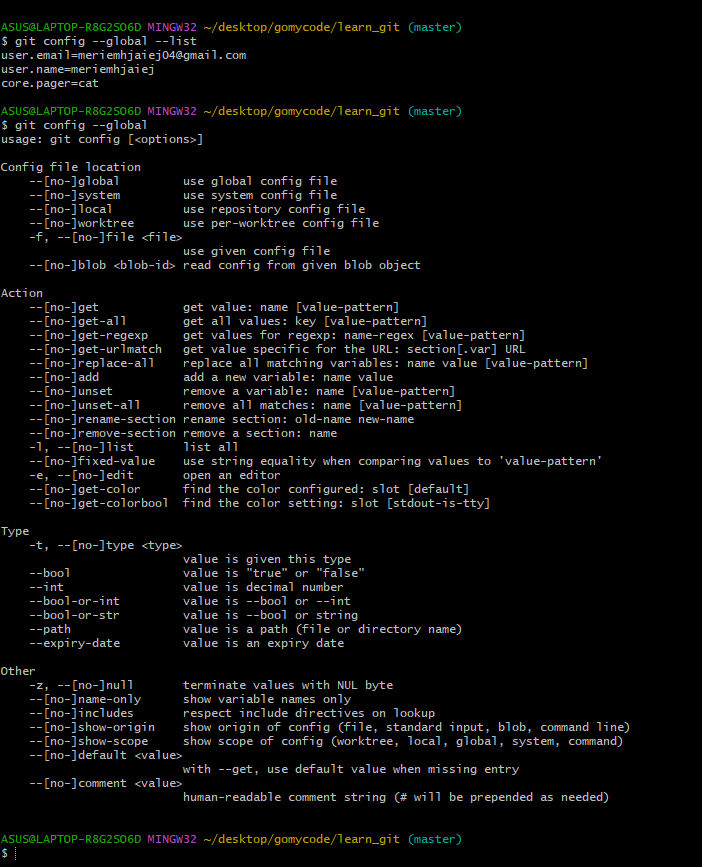 ASUS@LAPTOP-R8G2SO6D MINGW32 ~/desktop/gomycode/learn_git (master)
$ git config --global --list
user.email=meriemhjaiej04@gmail.com
user.name=meriemhjaiej
core.pager=cat

ASUS@LAPTOP-R8G2SO6D MINGW32 ~/desktop/gomycode/learn_git (master)
$ git config --global
usage: git config [<options>]

Config file location
    --[no-]global         use global config file
    --[no-]system         use system config file
    --[no-]local          use repository config file
    --[no-]worktree       use per-worktree config file
    -f, --[no-]file <file>
                          use given config file
    --[no-]blob <blob-id> read config from given blob object

Action
    --[no-]get            get value: name [value-pattern]
    --[no-]get-all        get all values: key [value-pattern]
    --[no-]get-regexp     get values for regexp: name-regex [value-pattern]
    --[no-]get-urlmatch   get value specific for the URL: section[.var] URL
    --[no-]replace-all    replace all matching variables: name value [value-pattern]
    --[no-]add            add a new variable: name value
    --[no-]unset          remove a variable: name [value-pattern]
    --[no-]unset-all      remove all matches: name [value-pattern]
    --[no-]rename-section rename section: old-name new-name
    --[no-]remove-section remove a section: name
    -l, --[no-]list       list all
    --[no-]fixed-value    use string equality when comparing values to 'value-pattern'
    -e, --[no-]edit       open an editor
    --[no-]get-color      find the color configured: slot [default]
    --[no-]get-colorbool  find the color setting: slot [stdout-is-tty]

Type
    -t, --[no-]type <type>
                          value is given this type
    --bool                value is "true" or "false"
    --int                 value is decimal number
    --bool-or-int         value is --bool or --int
    --bool-or-str         value is --bool or string
    --path                value is a path (file or directory name)
    --expiry-date         value is an expiry date

Other
    -z, --[no-]null       terminate values with NUL byte
    --[no-]name-only      show variable names only
    --[no-]includes       respect include directives on lookup
    --[no-]show-origin    show origin of config (file, standard input, blob, command line)
    --[no-]show-scope     show scope of config (worktree, local, global, system, command)
    --[no-]default <value>
                          with --get, use default value when missing entry
    --[no-]comment <value>
                          human-readable comment string (# will be prepended as needed)

ASUS@LAPTOP-R8G2SO6D MINGW32 ~/desktop/gomycode/learn_git (master)
$